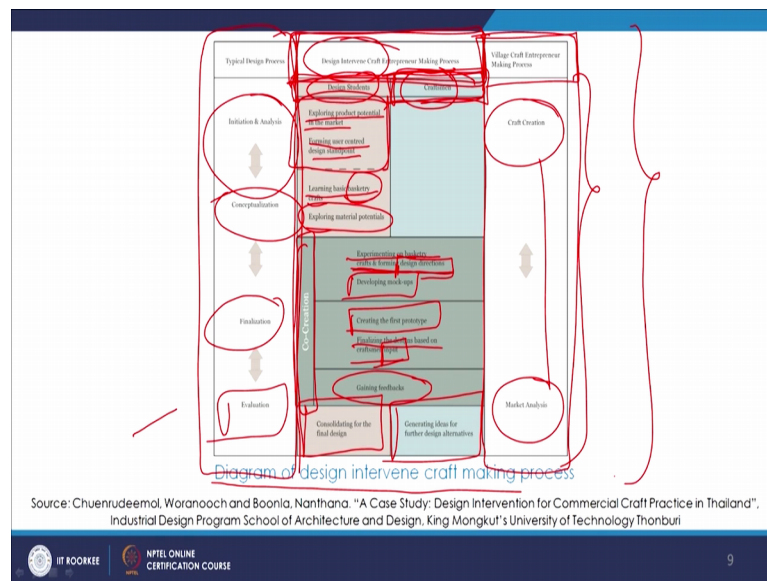 Typical Design Process
Design Intervene Craft Entrepreneur Making Process
Village Craft Entrepreneur
Making Process
Design Students
Craftsmen
Initiation & Analysis
Exploring product potential
in the market
Forming user centred
design standpoint
Craft Creation
Learning basic basketry
crafts
Conceptualization
Exploring material potentials
Co-Creation
Experimenting on basketry
crafts & forming design directions
Developing mock-ups
Finalization
Creating the first prototype
Finalizing the designs based on
craftsmen input
Gaining feedbacks
Evaluation
Market Analysis
Consolidating for the
final design
Generating ideas for
further design alternatives
Diagram of design intervene craft making process
Source: Chuenrudeemol, Woranooch and Boonla, Nanthana. “A Case Study: Design Intervention for Commercial Craft Practice in Thailand”,
Industrial Design Program School of Architecture and Design, King Mongkut’s University of Technology Thonburi
IIT ROORKEE
NPTEL ONLINE
CERTIFICATION COURSE
9